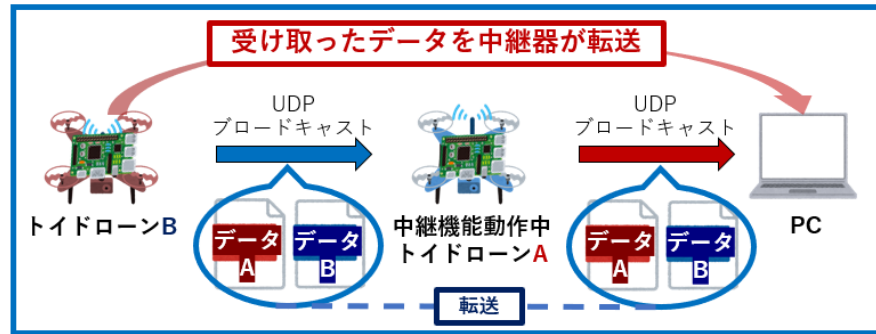 受け取ったデータを中継器が転送
UDP
ブロードキャスト
UDP
ブロードキャスト
トイドローンB
データ
A
データ
B
中継機能動作中
トイドローンA
データ
A
データ
B
PC
転送